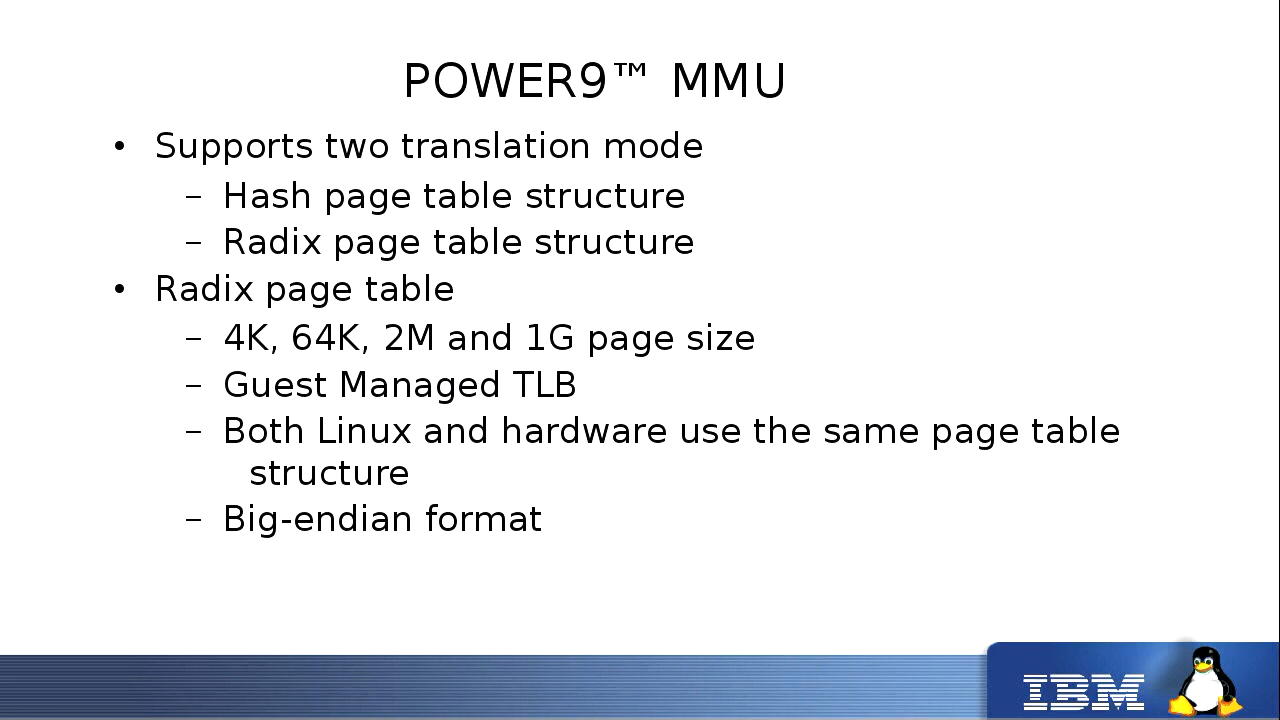 POWER9™ MMU
• Supports two translation mode
– Hash page table structure
– Radix page table structure
• Radix page table
– 4K, 64K, 2M and 1G page size
– Guest Managed TLB
– Both Linux and hardware use the same page table
structure
– Big-endian format
IBM